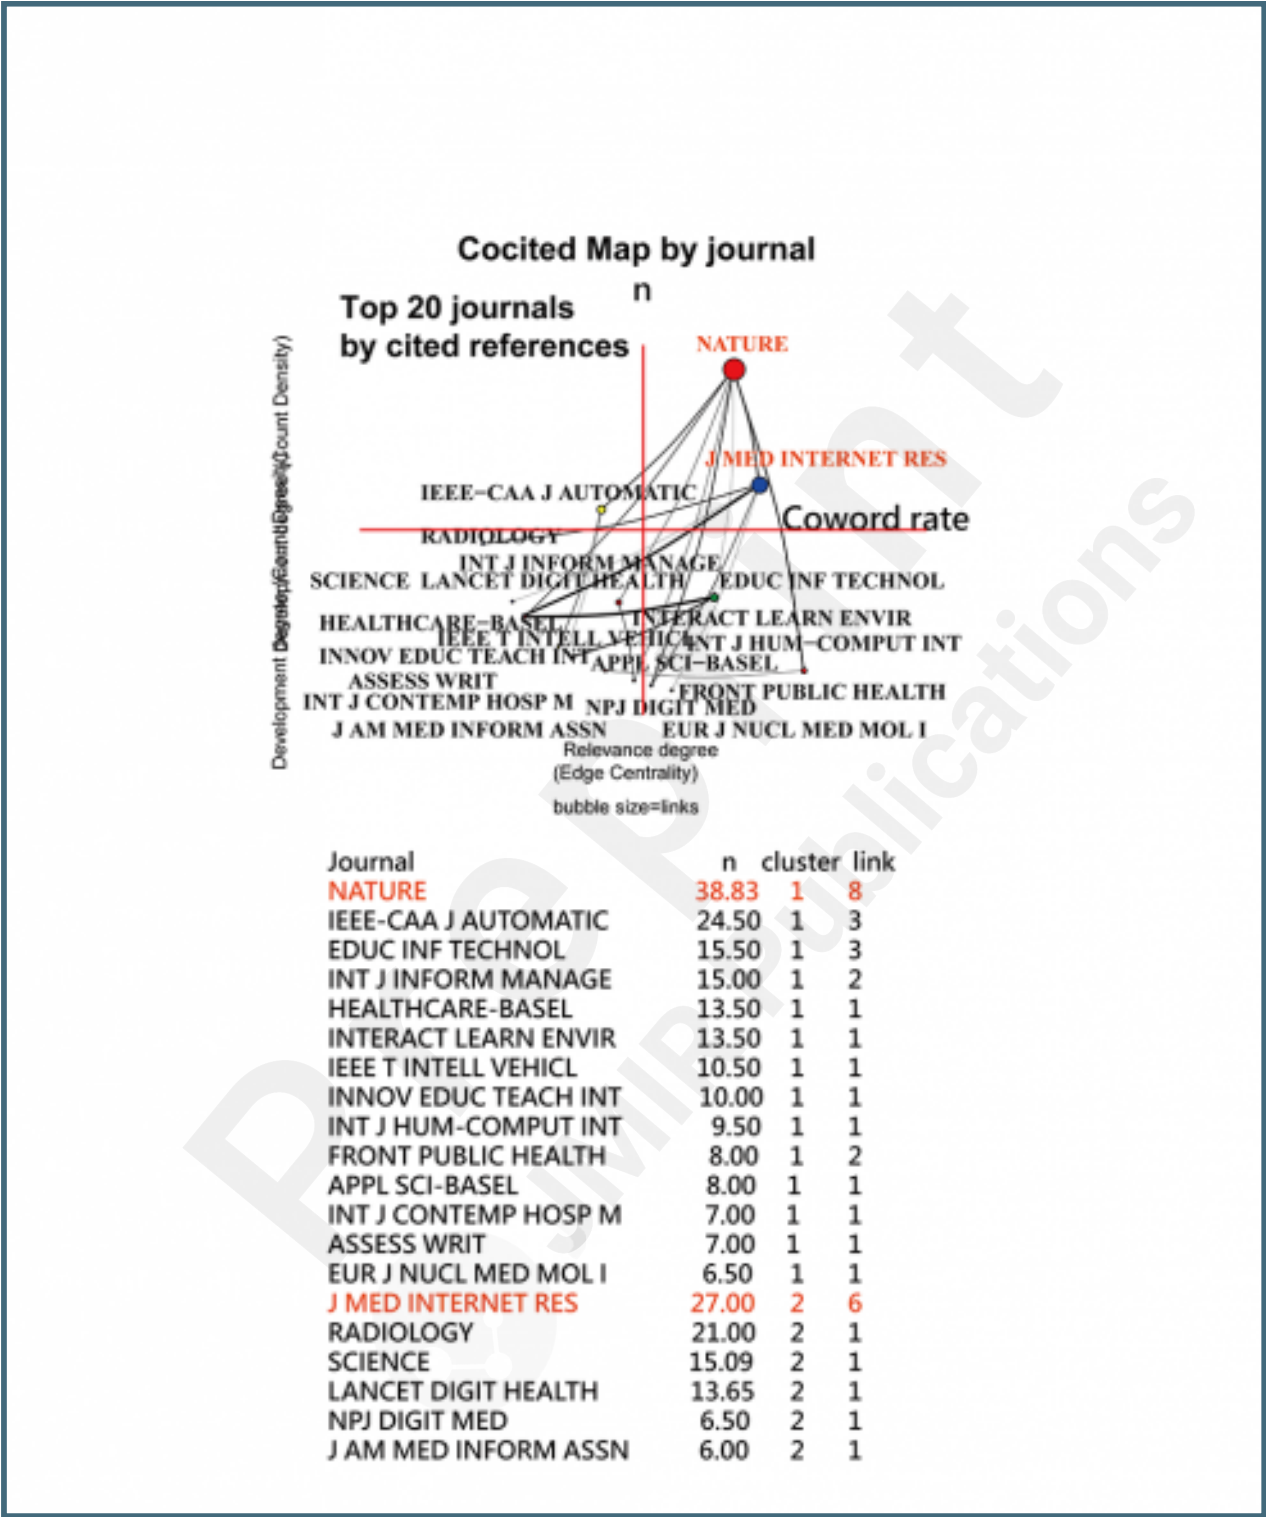 Cocited Map by journal
n
Top 20 journals
by cited references
NATURE
J MED INTERNET RES
IEEE−CAA J AUTOMATIC
Coword rate
RADIOLOGY
INT J INFORM MANAGE
SCIENCE LANCET DIGIT HEALTH EDUC INF TECHNOL
HEALTHCARE−BASEL INTERACT LEARN ENVIR
IEEE T INTELL VEHICL INT J HUM−COMPUT INT
INNOV EDUC TEACH INT APPL SCI−BASEL
ASSESS WRIT
FRONT PUBLIC HEALTH
INT J CONTEMP HOSP M NPJ DIGIT MED
J AM MED INFORM ASSN EUR J NUCL MED MOL I
Relevance degree
(Edge Centrality)
bubble size=links
Journal n cluster link
NATURE 38.83 1 8
IEEE-CAA J AUTOMATIC 24.50 1 3
EDUC INF TECHNOL 15.50 1 3
INT J INFORM MANAGE 15.00 1 2
HEALTHCARE-BASEL 13.50 1 1
INTERACT LEARN ENVIR 13.50 1 1
IEEE T INTELL VEHICL 10.50 1 1
INNOV EDUC TEACH INT 10.00 1 1
INT J HUM-COMPUT INT 9.50 1 1
FRONT PUBLIC HEALTH 8.00 1 2
APPL SCI-BASEL 8.00 1 1
INT J CONTEMP HOSP M 7.00 1 1
ASSESS WRIT 7.00 1 1
EUR J NUCL MED MOL I 6.50 1 1
J MED INTERNET RES 27.00 2 6
RADIOLOGY 21.00 2 1
SCIENCE 15.09 2 1
LANCET DIGIT HEALTH 13.65 2 1
NPJ DIGIT MED 6.50 2 1
J AM MED INFORM ASSN 6.00 2 1
Development
Count Density)
Preprint
JMIR Publications